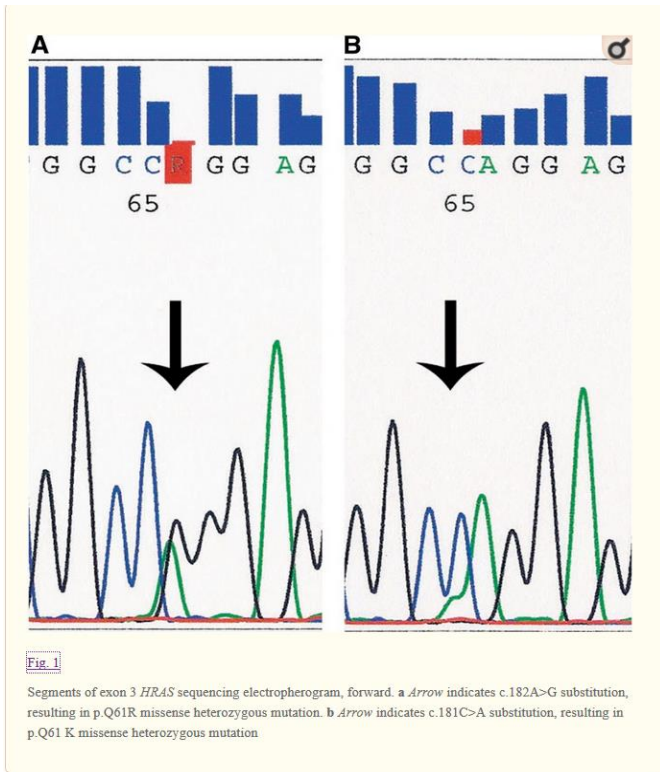 A
B
G G C C R G G A G
65
G G C C A G G A G
65
Fig. 1
Segments of exon 3 HRAS sequencing electropherogram, forward. a Arrow indicates c.182A>G substitution,
resulting in p.Q61R missense heterozygous mutation. b Arrow indicates c.181C>A substitution, resulting in
p.Q61 K missense heterozygous mutation